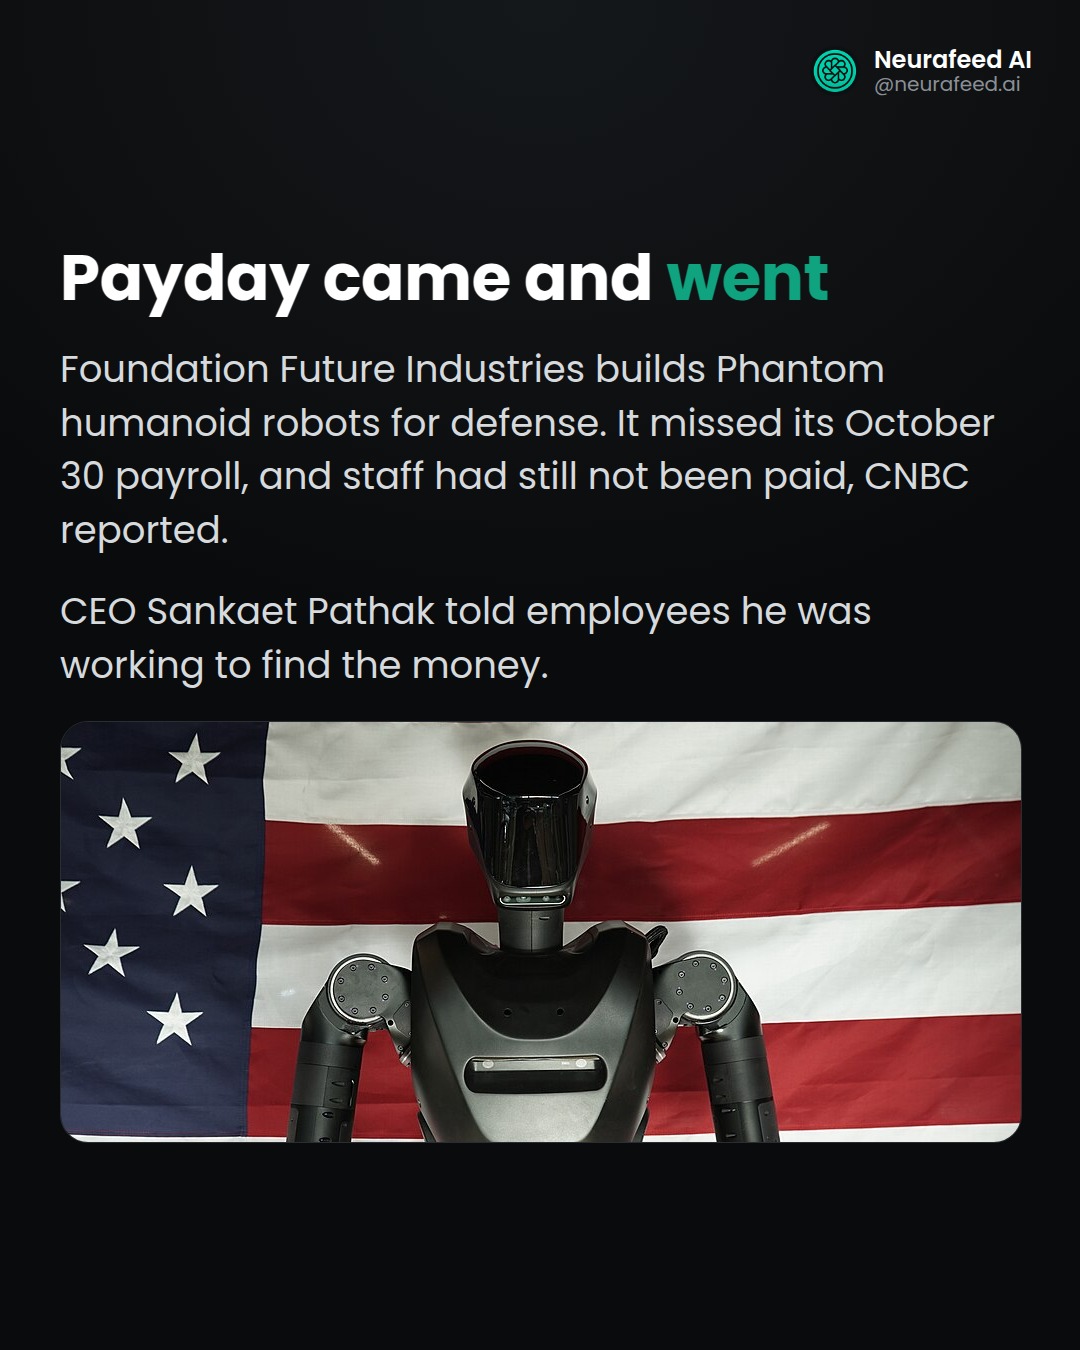 Neurafeed AI
@neurafeed.ai
Payday came and went
Foundation Future Industries builds Phantom
humanoid robots for defense. It missed its October
30 payroll, and staff had still not been paid, CNBC
reported.
CEO Sankaet Pathak told employees he was
working to find the money.